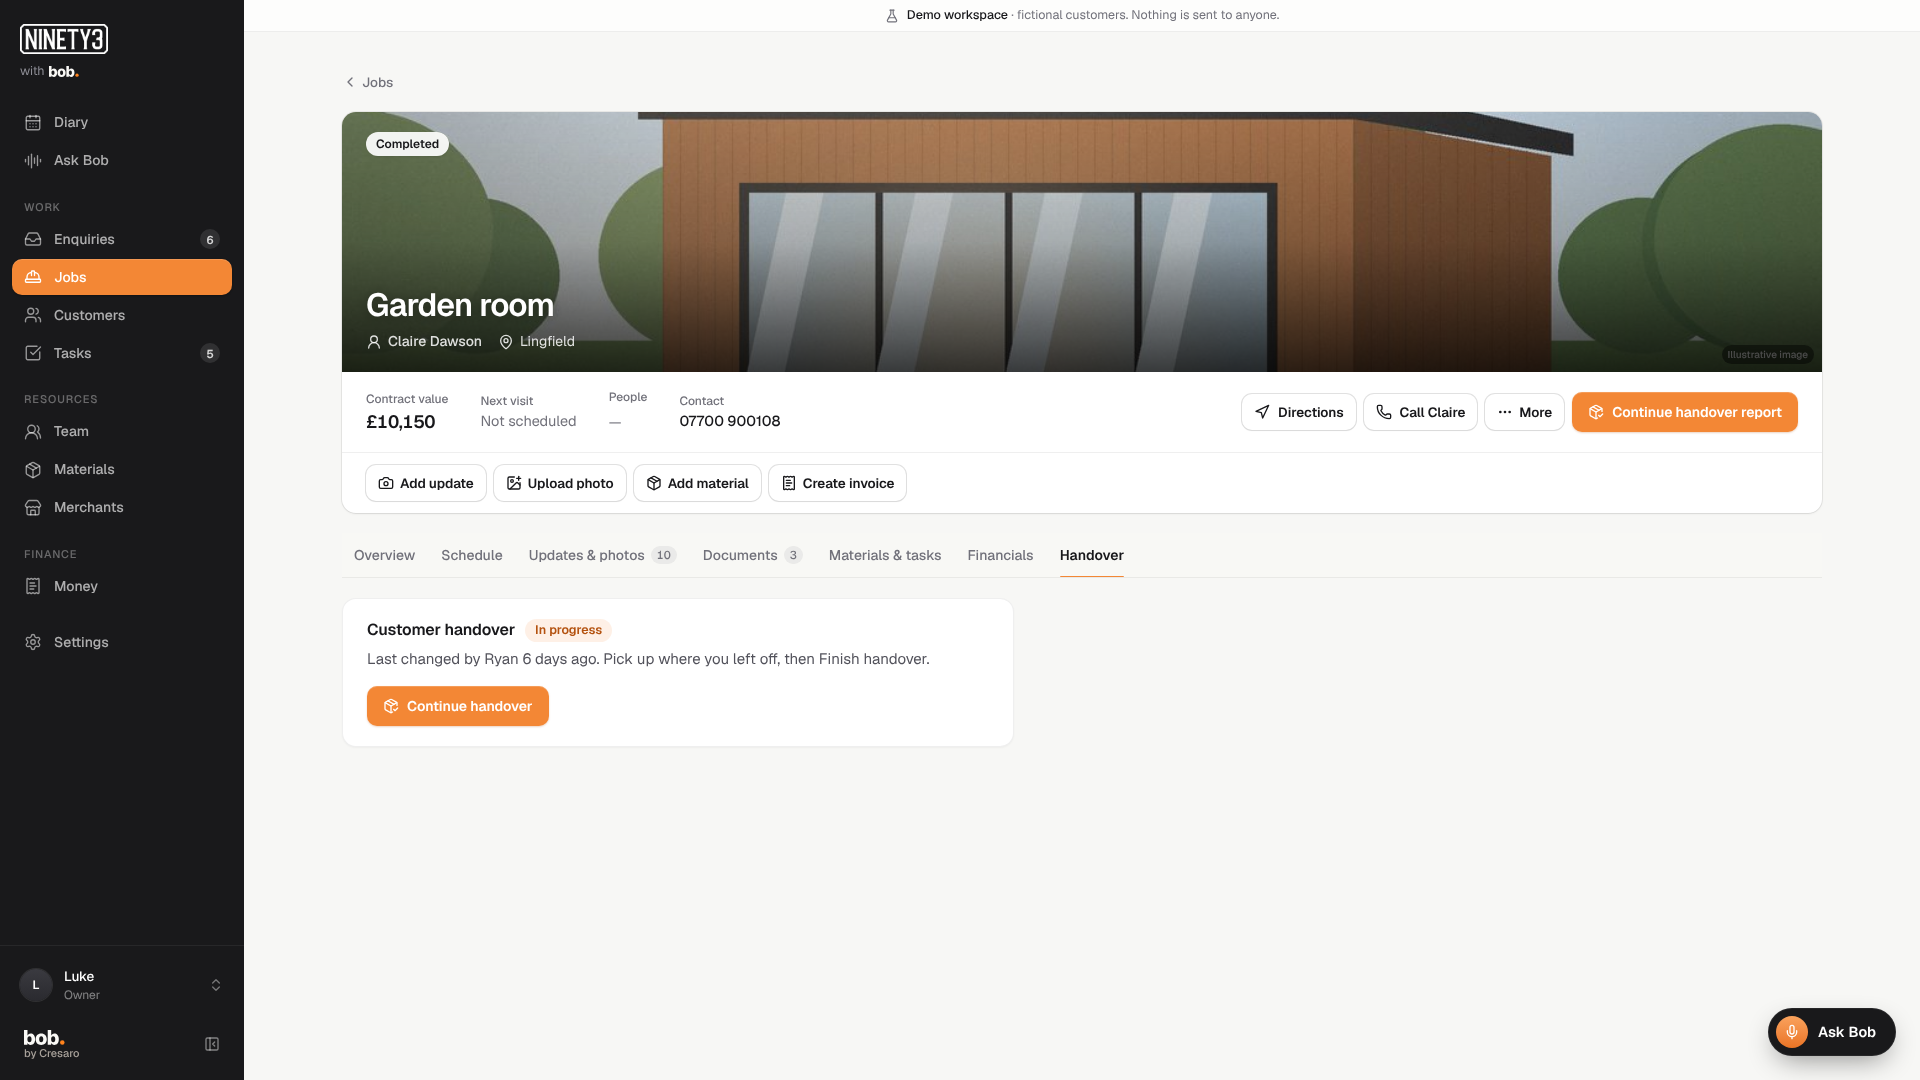 Demo workspace · fictional customers. Nothing is sent to anyone.
NINETY3
with bob.
Diary
Ask Bob
WORK
Enquiries 6
Jobs
Customers
Tasks 5
RESOURCES
Team
Materials
Merchants
FINANCE
Money
Settings
L
Luke
Owner
bob.
by Cresaro
Jobs
Completed
Garden room
Claire Dawson Lingfield
Illustrative image
Contract value
£10,150
Next visit
Not scheduled
People
—
Contact
07700 900108
Directions
Call Claire
More
Continue handover report
Add update
Upload photo
Add material
Create invoice
Overview
Schedule
Updates & photos 10
Documents 3
Materials & tasks
Financials
Handover
Customer handover In progress
Last changed by Ryan 6 days ago. Pick up where you left off, then Finish handover.
Continue handover
Ask Bob